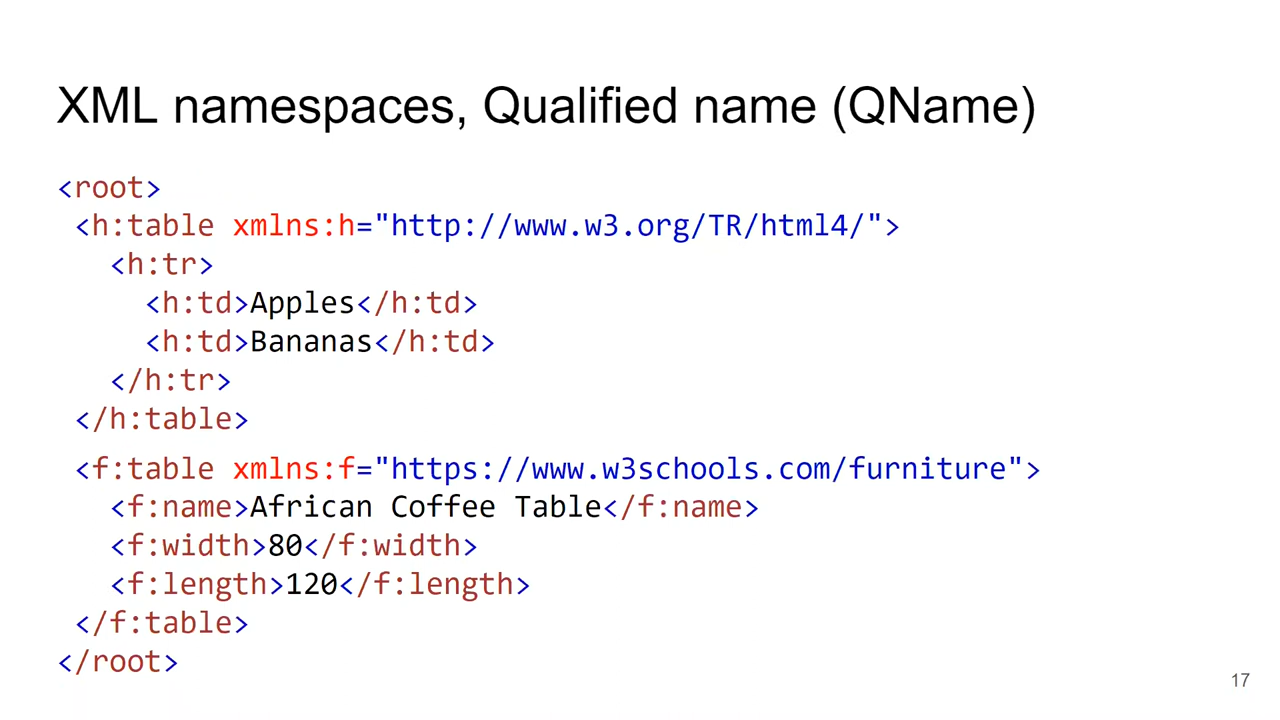 XML namespaces, Qualified name (QName)
<root>
<h:table xmlns:h="http://www.w3.org/TR/html4/">
<h:tr>
<h:td>Apples</h:td>
<h:td>Bananas</h:td>
</h:tr>
</h:table>
<f:table xmlns:f="https://www.w3schools.com/furniture">
<f:name>African Coffee Table</f:name>
<f:width>80</f:width>
<f:length>120</f:length>
</f:table>
</root>
17